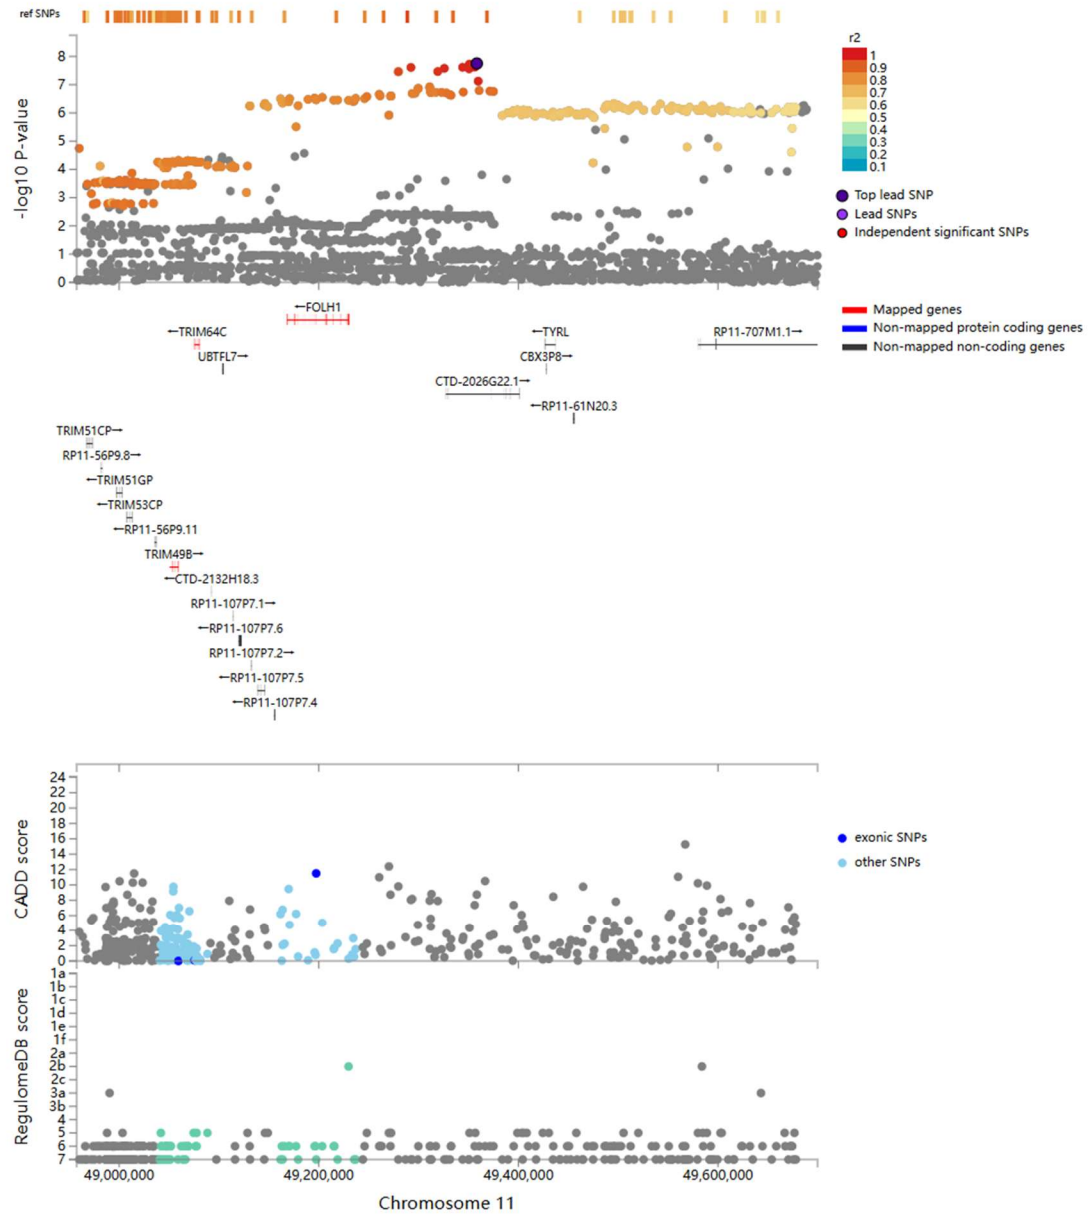 ref SNPs
8
7
6
5
4
3
2
1
0
-log10 P-value
r2
1
0.9
0.8
0.7
0.6
0.5
0.4
0.3
0.2
0.1
Top lead SNP
Lead SNPs
Independent significant SNPs
←FOLH1
←TRIM64C
←TYRL
RP11-707M1.1→
UBTFL7→
CBX3P8→
CTD-2026G22.1→
←RP11-61N20.3
TRIM51CP→
RP11-56P9.8→
←TRIM51GP
←TRIM53CP
←RP11-56P9.11
TRIM49B→
←CTD-2132H18.3
RP11-107P7.1→
←RP11-107P7.6
RP11-107P7.2→
←RP11-107P7.5
←RP11-107P7.4
Mapped genes
Non-mapped protein coding genes
Non-mapped non-coding genes
24
22
20
18
16
14
12
10
8
6
4
2
0
CADD score
exonic SNPs
other SNPs
1a
1b
1c
1d
1e
1f
2a
2b
2c
3a
3b
4
5
6
7
RegulomeDB score
49,000,000
49,200,000
49,400,000
49,600,000
Chromosome 11